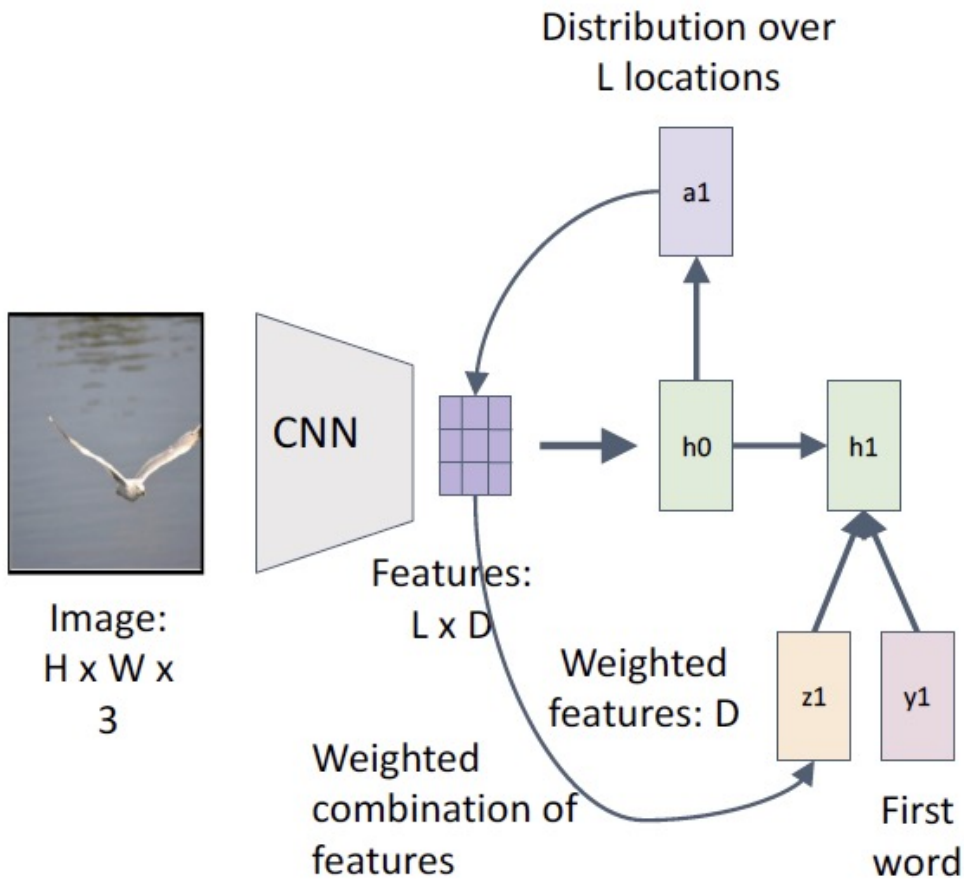 Distribution over
L locations
a1
CNN
h0
h1
Features:
L x D
Image:
H x W x
3
Weighted
features: D
z1
y1
Weighted
combination of
features
First
word